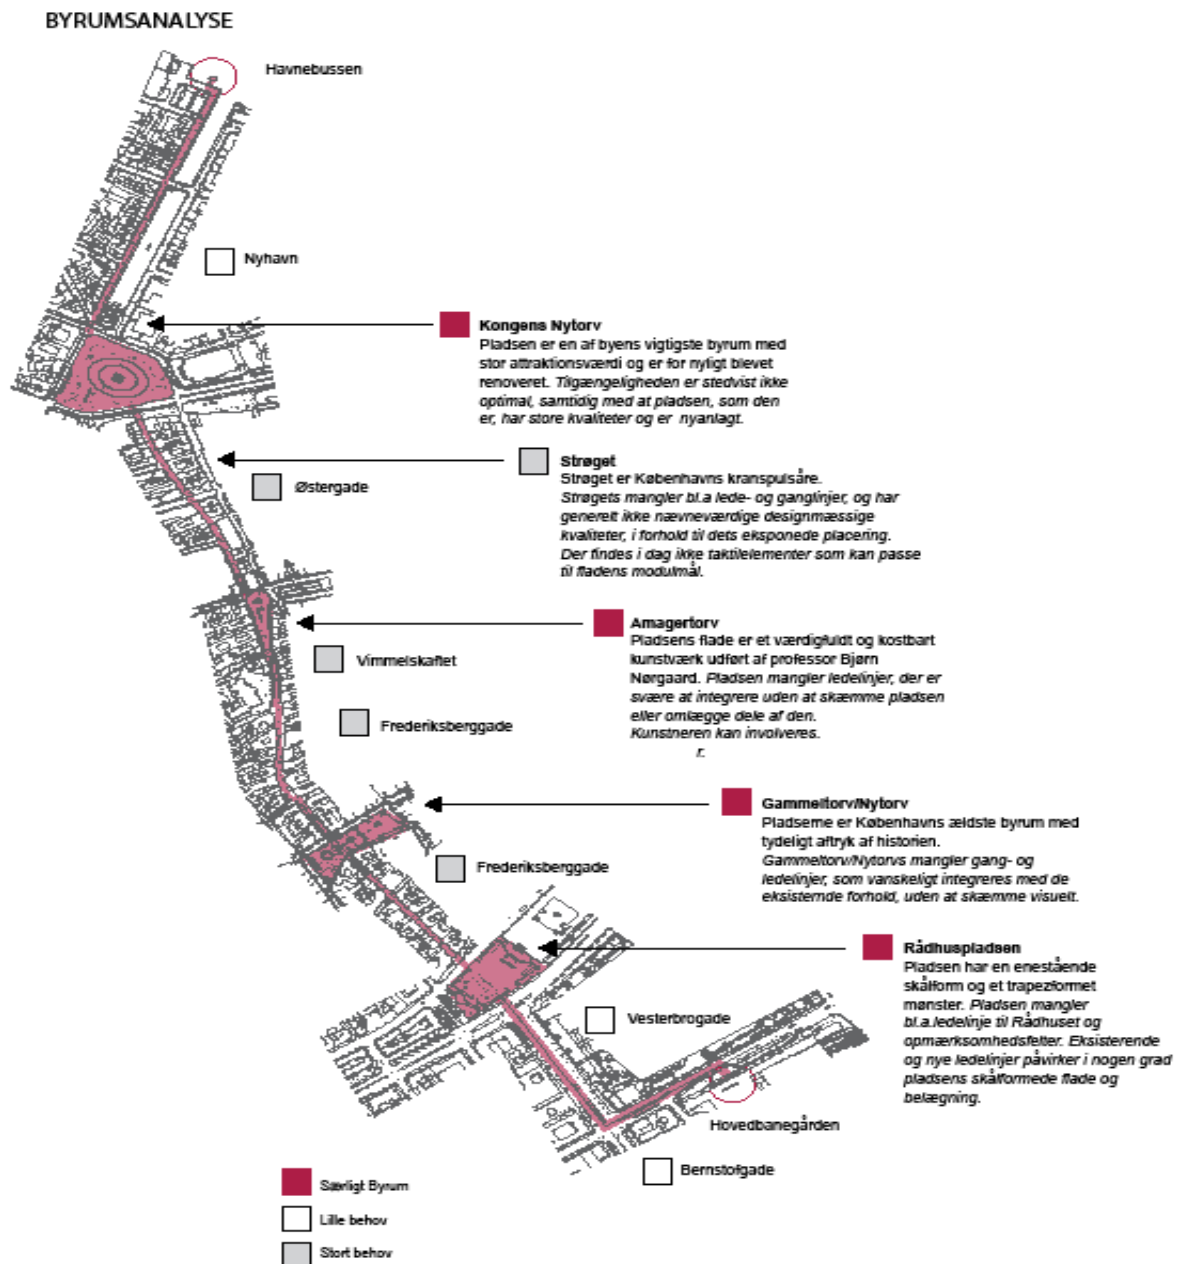 BYRUMSANALYSE
Havnebussen
Nyhavn
Kongens Nytorv
Pladsen er en af byens vigtigste byrum med
stor attraktionsværdi og er for nyligt blevet
renoveret. Tilgængeligheden er stedvist ikke
optimal, samtidig med at pladsen, som den
er, har store kvaliteter og er nyanlagt.
Strøget
Strøget er Københavns kranspulsåre.
Strøgets mangler bl.a lede- og ganglinjer, og har
generelt ikke nævneværdige designmæssige
kvaliteter, i forhold til dets eksponede placering.
Der findes i dag ikke taktilelementer som kan passe
til fladens modulmål.
Østergade
Amagertorv
Pladsens flade er et værdigfuldt og kostbart
kunstværk udført af professor Bjørn
Nørgaard. Pladsen mangler ledelinjer, der er
svære at integrere uden at skæmme pladsen
eller omlægge dele af den.
Kunstneren kan involveres.
r.
Vimmelskaftet
Frederiksberggade
Gammeltorv/Nytorv
Pladserne er Københavns ældste byrum med
tydeligt aftryk af historien.
Gammeltorv/Nytorvs mangler gang- og
ledelinjer, som vanskeligt integreres med de
eksisternde forhold, uden at skæmme visuelt.
Frederiksberggade
Rådhuspladsen
Pladsen har en enestående
skålform og et trapezformet
mønster. Pladsen mangler
bl.a.ledelinje til Rådhuset og
opmærksomhedsfelter. Eksisterende
og nye ledelinjer påvirker i nogen grad
pladsens skålformede flade og
belægning.
Vesterbrogade
Hovedbanegården
Bernstofgade
Særligt Byrum
Lille behov
Stort behov